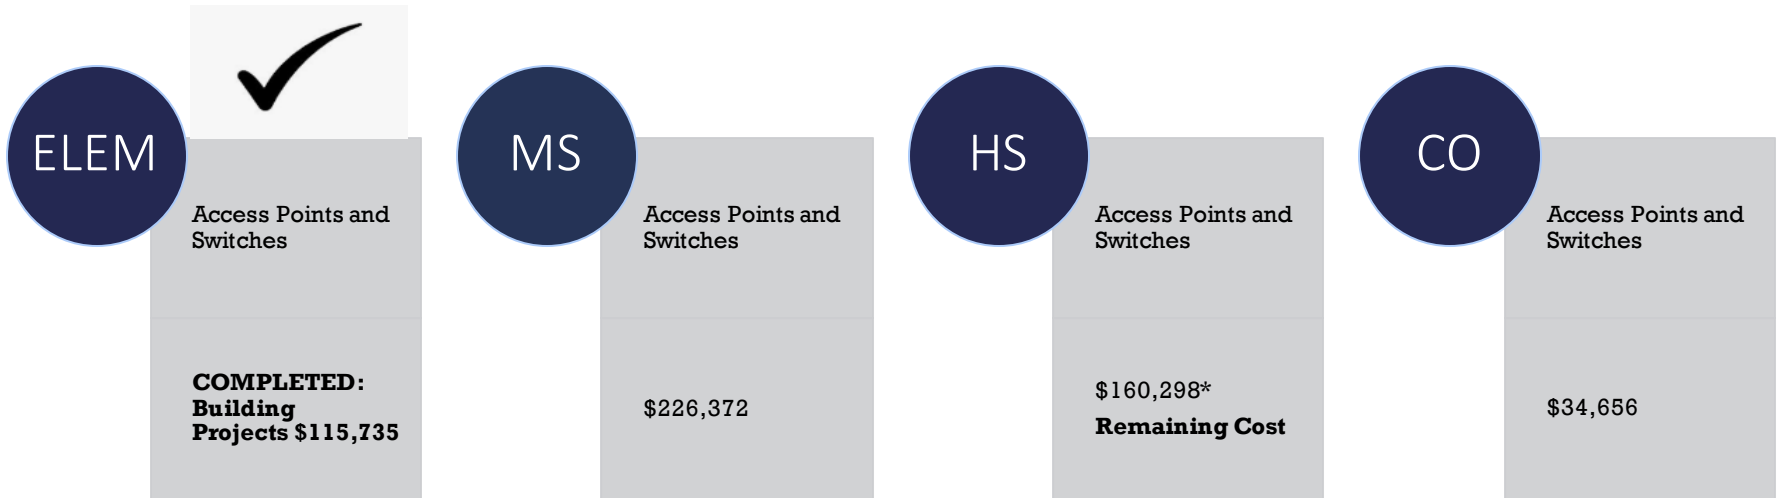 ELEM
Access Points and
Switches
COMPLETED:
Building
Projects $115,735
MS
Access Points and
Switches
$226,372
HS
Access Points and
Switches
$160,298*
Remaining Cost
CO
Access Points and
Switches
$34,656